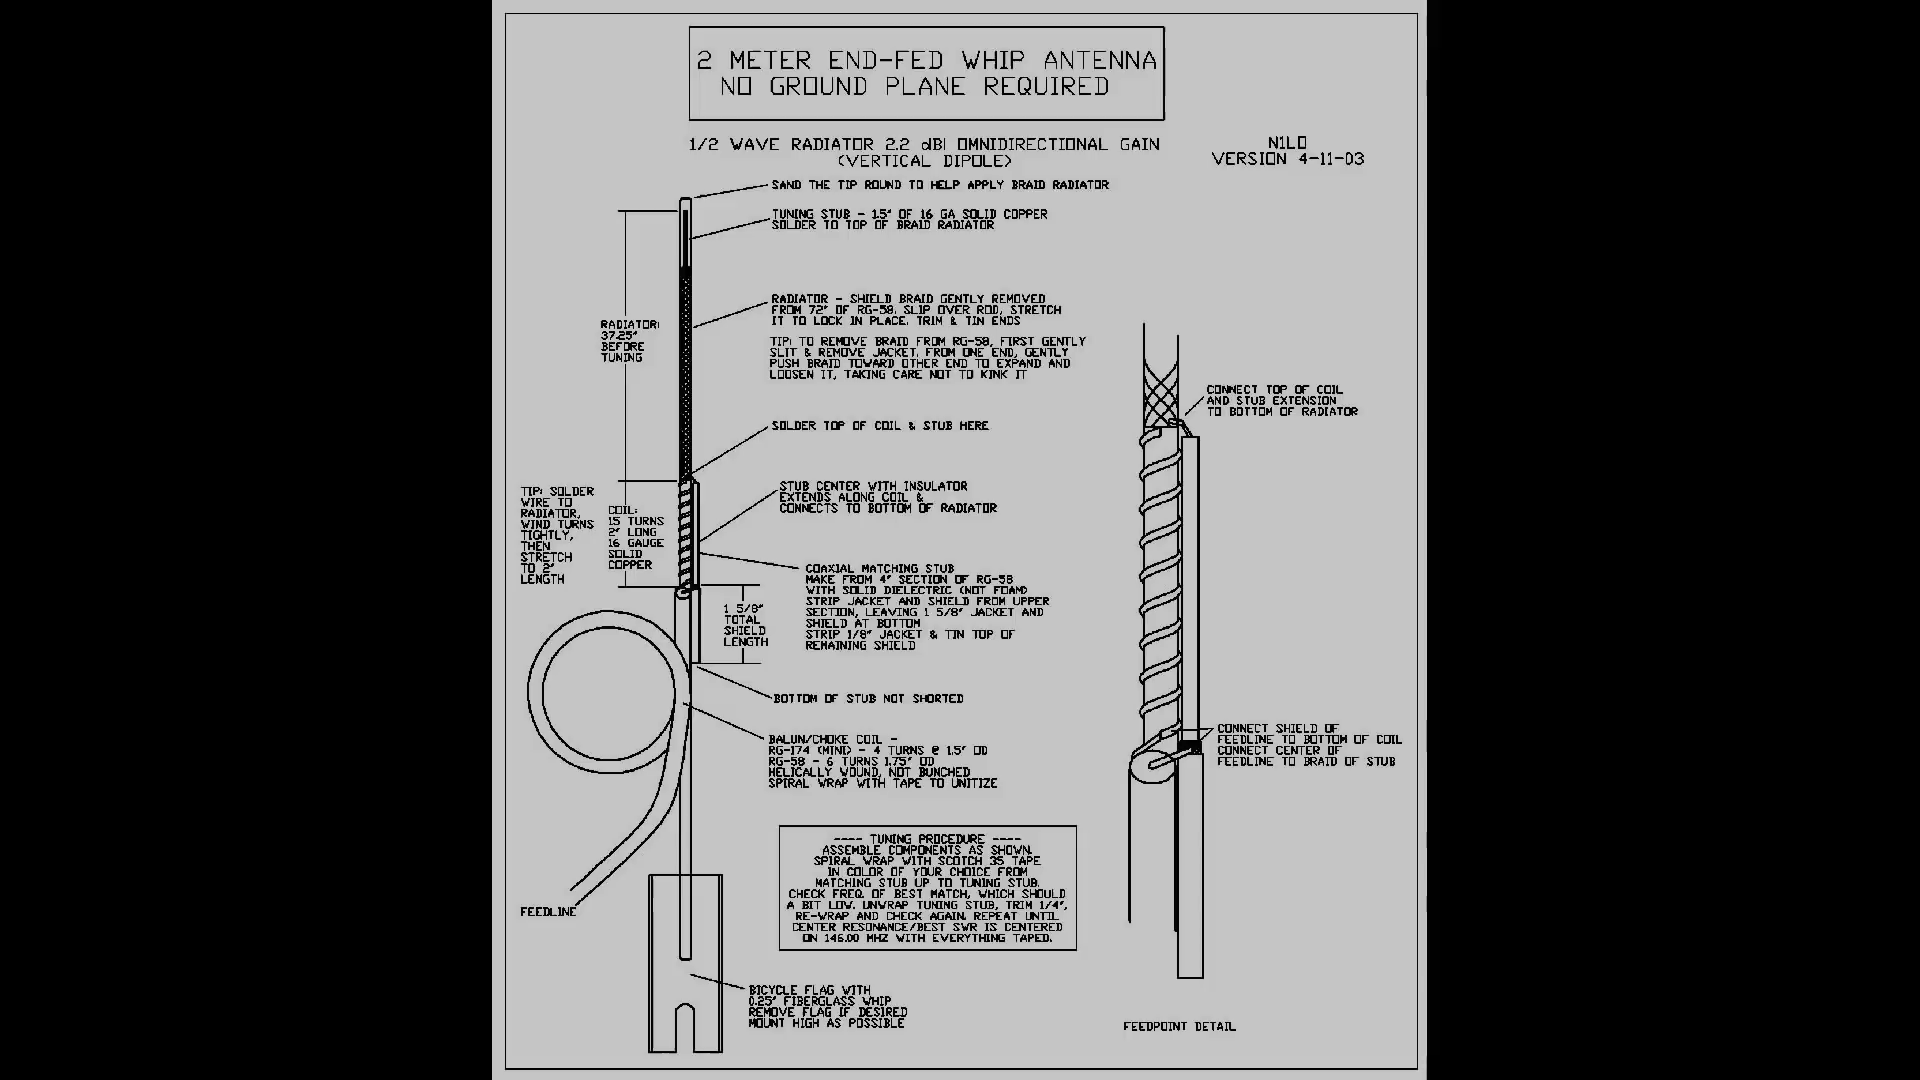 2 METER END-FED WHIP ANTENNA
NO GROUND PLANE REQUIRED
1/2 WAVE RADIATOR 2.2 dBi OMNIDIRECTIONAL GAIN
(VERTICAL DIPOLE)
N1LO
VERSION 4-11-03
SAND THE TIP ROUND TO HELP APPLY BRAID RADIATOR
TUNING STUB - 1.5" OF 16 GA SOLID COPPER
SOLDER TO TOP OF BRAID RADIATOR
RADIATOR - SHIELD BRAID GENTLY REMOVED
FROM 72" OF RG-58. SLIP OVER ROD, STRETCH
IT TO LOCK IN PLACE. TRIM & TIN ENDS
TIP: TO REMOVE BRAID FROM RG-58, FIRST GENTLY
SLIT & REMOVE JACKET. FROM ONE END, GENTLY
PUSH BRAID TOWARD OTHER END TO EXPAND AND
LOOSEN IT, TAKING CARE NOT TO KINK IT
RADIATOR:
37.25"
BEFORE
TUNING
SOLDER TOP OF COIL & STUB HERE
STUB CENTER WITH INSULATOR
EXTENDS ALONG COIL &
CONNECTS TO BOTTOM OF RADIATOR
TIP: SOLDER
WIRE TO
RADIATOR,
WIND TURNS
TIGHTLY,
THEN
STRETCH
TO 2"
LENGTH
COIL:
15 TURNS
2" LONG
16 GAUGE
SOLID
COPPER
COAXIAL MATCHING STUB
MAKE FROM 4" SECTION OF RG-58
WITH SOLID DIELECTRIC (NOT FOAM)
STRIP JACKET AND SHIELD FROM UPPER
SECTION, LEAVING 1 5/8" JACKET AND
SHIELD AT BOTTOM
STRIP 1/8" JACKET & TIN TOP OF
REMAINING SHIELD
1 5/8"
TOTAL
SHIELD
LENGTH
BOTTOM OF STUB NOT SHORTED
BALUN/CHOKE COIL -
RG-174 (MINI) - 4 TURNS @ 1.5" OD
RG-58 - 6 TURNS 1.75" OD
HELICALLY WOUND, NOT BUNCHED
SPIRAL WRAP WITH TAPE TO UNITIZE
---- TUNING PROCEDURE ----
ASSEMBLE COMPONENTS AS SHOWN.
SPIRAL WRAP WITH SCOTCH 35 TAPE
IN COLOR OF YOUR CHOICE FROM
MATCHING STUB UP TO TUNING STUB.
CHECK FREQ. OF BEST MATCH, WHICH SHOULD
A BIT LOW. UNWRAP TUNING STUB, TRIM 1/4",
RE-WRAP AND CHECK AGAIN. REPEAT UNTIL
CENTER RESONANCE/BEST SWR IS CENTERED
ON 146.00 MHZ WITH EVERYTHING TAPED.
FEEDLINE
BICYCLE FLAG WITH
0.25" FIBERGLASS WHIP
REMOVE FLAG IF DESIRED
MOUNT HIGH AS POSSIBLE
CONNECT TOP OF COIL
AND STUB EXTENSION
TO BOTTOM OF RADIATOR
CONNECT SHIELD OF
FEEDLINE TO BOTTOM OF COIL
CONNECT CENTER OF
FEEDLINE TO BRAID OF STUB
FEEDPOINT DETAIL